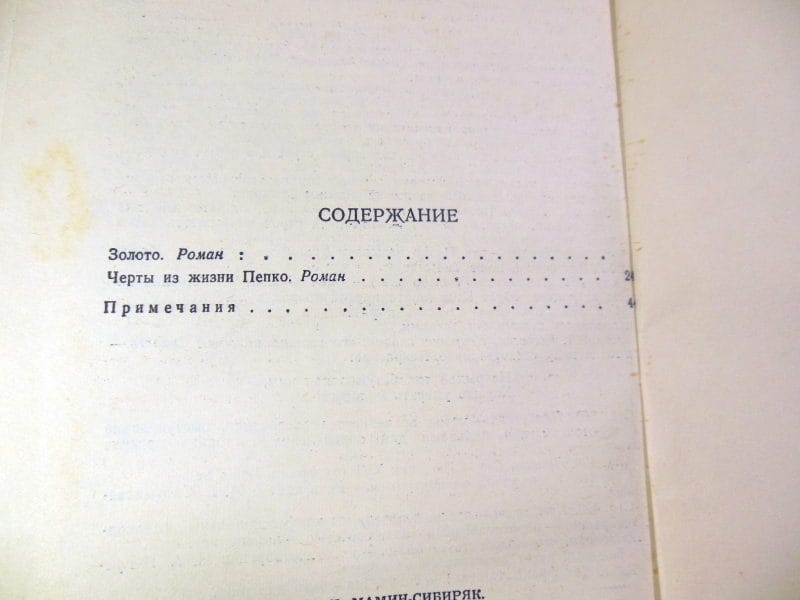 СОДЕРЖАНИЕ
Золото. Роман : . . . . . . . . . . . . . . . . . .
Черты из жизни Пепко. Роман . . . . . . . . . . . . . .
Примечания . . . . . . . . . . . . . . . . . . .
МАМИН-СИБИРЯК.